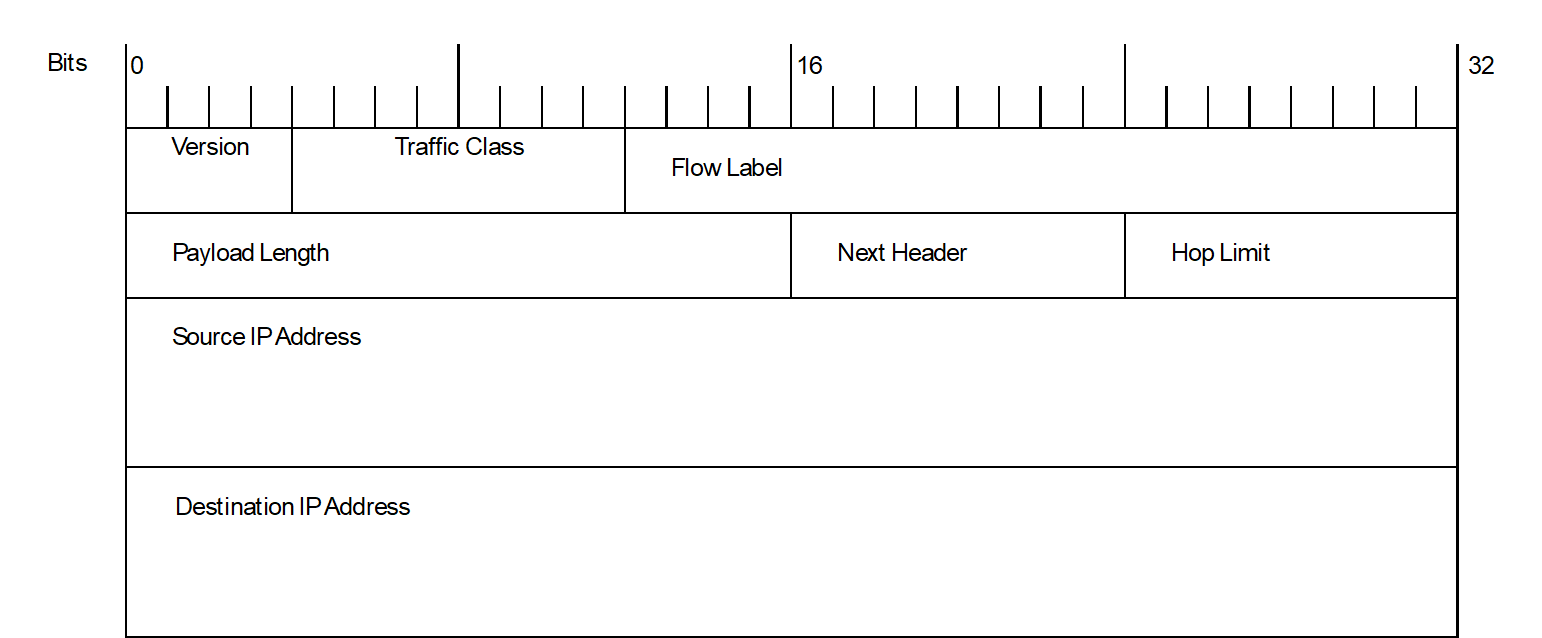 Bits 0 16 32
Version Traffic Class Flow Label
Payload Length Next Header Hop Limit
Source IP Address
Destination IP Address